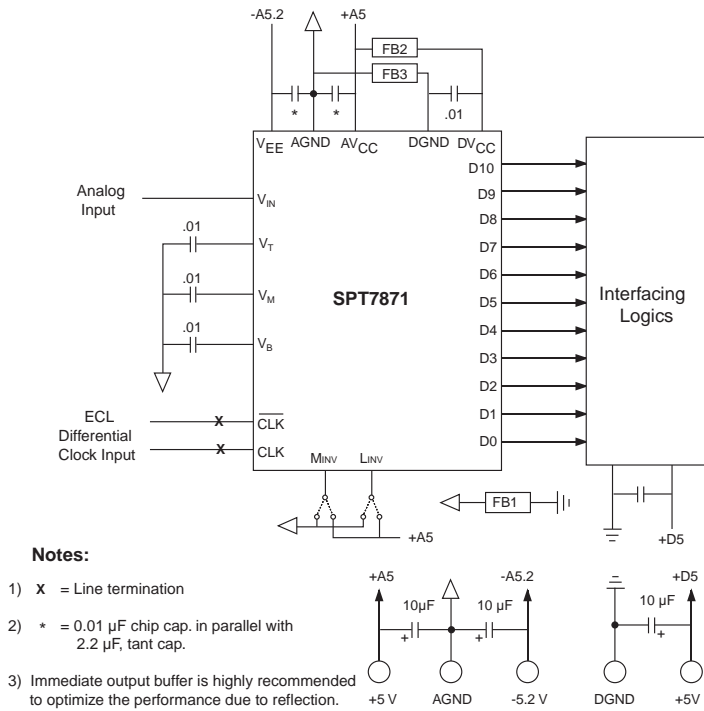 -A5.2
+A5
FB2
FB3
*
*
.01
VEE
AGND
AVCC
DGND
DVCC
D10
Analog
Input
VIN
D9
D8
.01
VT
D7
D6
.01
VM
SPT7871
D5
Interfacing
Logics
D4
.01
VB
D3
D2
ECL
Differential
Clock Input
X
CLK
D1
X
CLK
D0
MINV
LINV
FB1
+A5
+D5
Notes:
1) X = Line termination
2) * = 0.01 µF chip cap. in parallel with
2.2 µF, tant cap.
3) Immediate output buffer is highly recommended
to optimize the performance due to reflection.
+A5
-A5.2
+D5
10µF
10 µF
10 µF
+
+
+
+5 V
AGND
-5.2 V
DGND
+5V